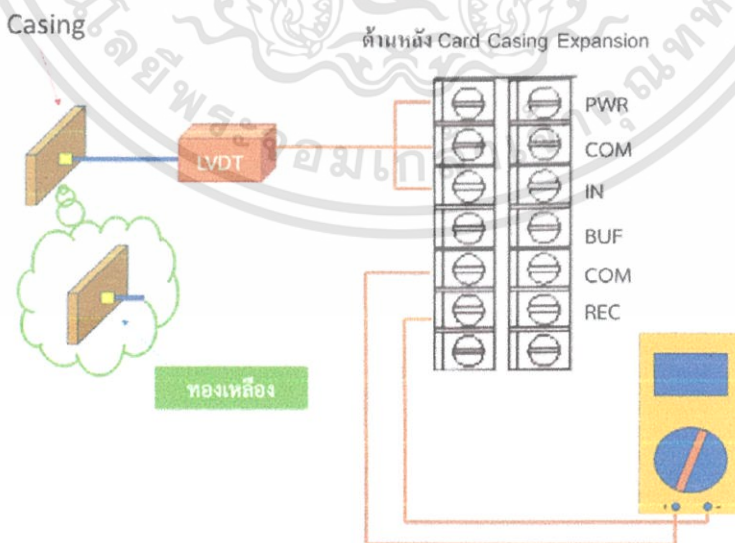 Casing
ด้านหลัง Card Casing Expansion
LVDT
PWR
COM
IN
BUF
COM
REC
ทองเหลือง
+ -